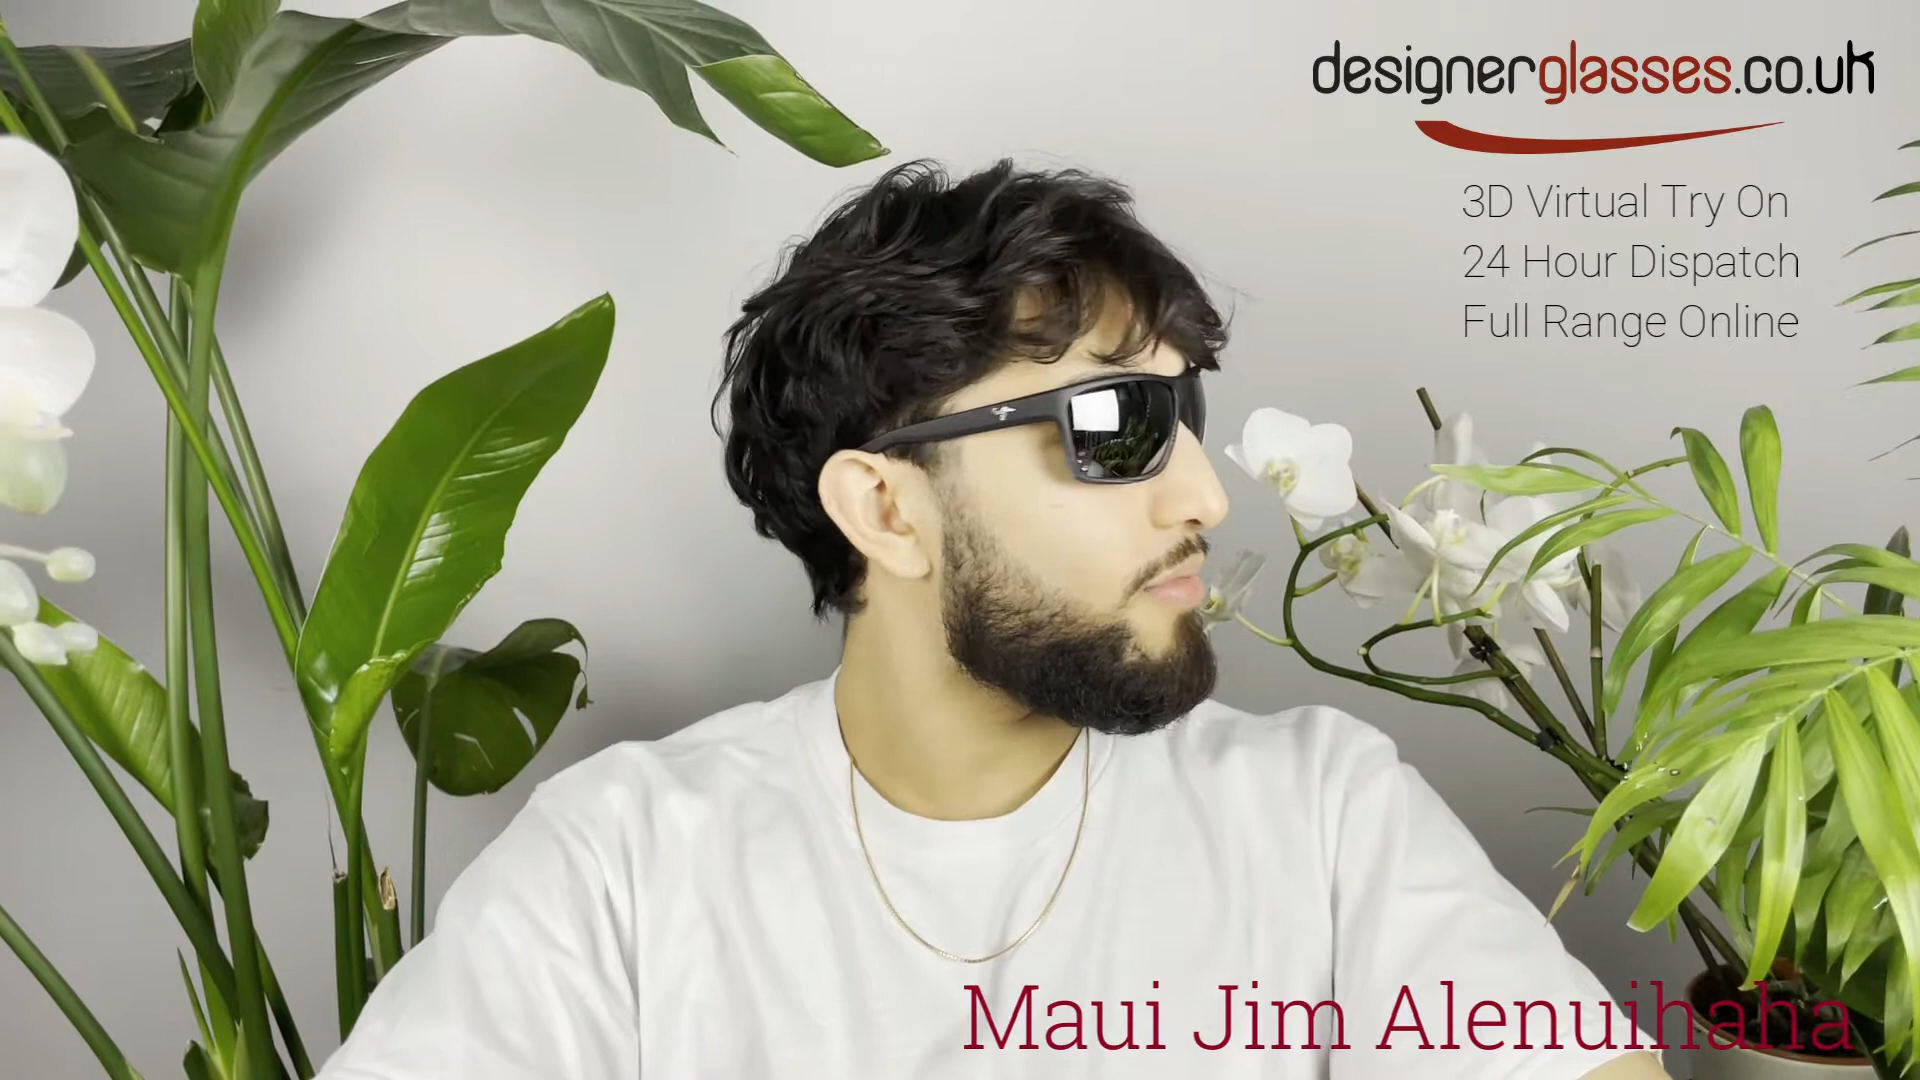 designerglasses.co.uk
3D Virtual Try On
24 Hour Dispatch
Full Range Online
Maui Jim Alenuihaha